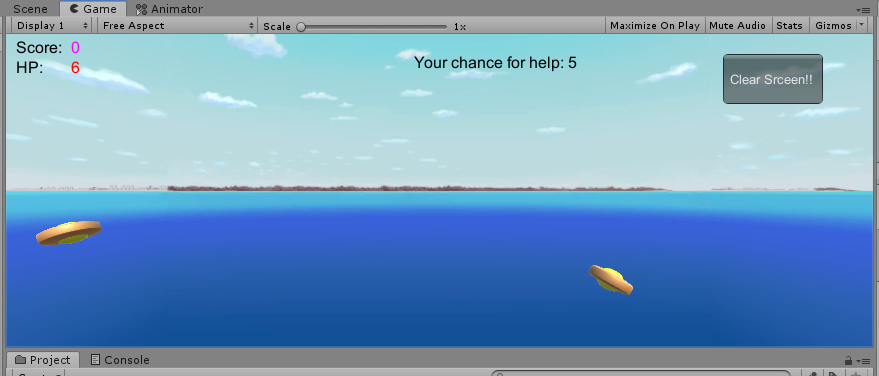 Scene Game Animator
Display 1 Free Aspect Scale 1x Maximize On Play Mute Audio Stats Gizmos
Score: 0
HP: 6
Your chance for help: 5
Clear Srceen!!
Project Console